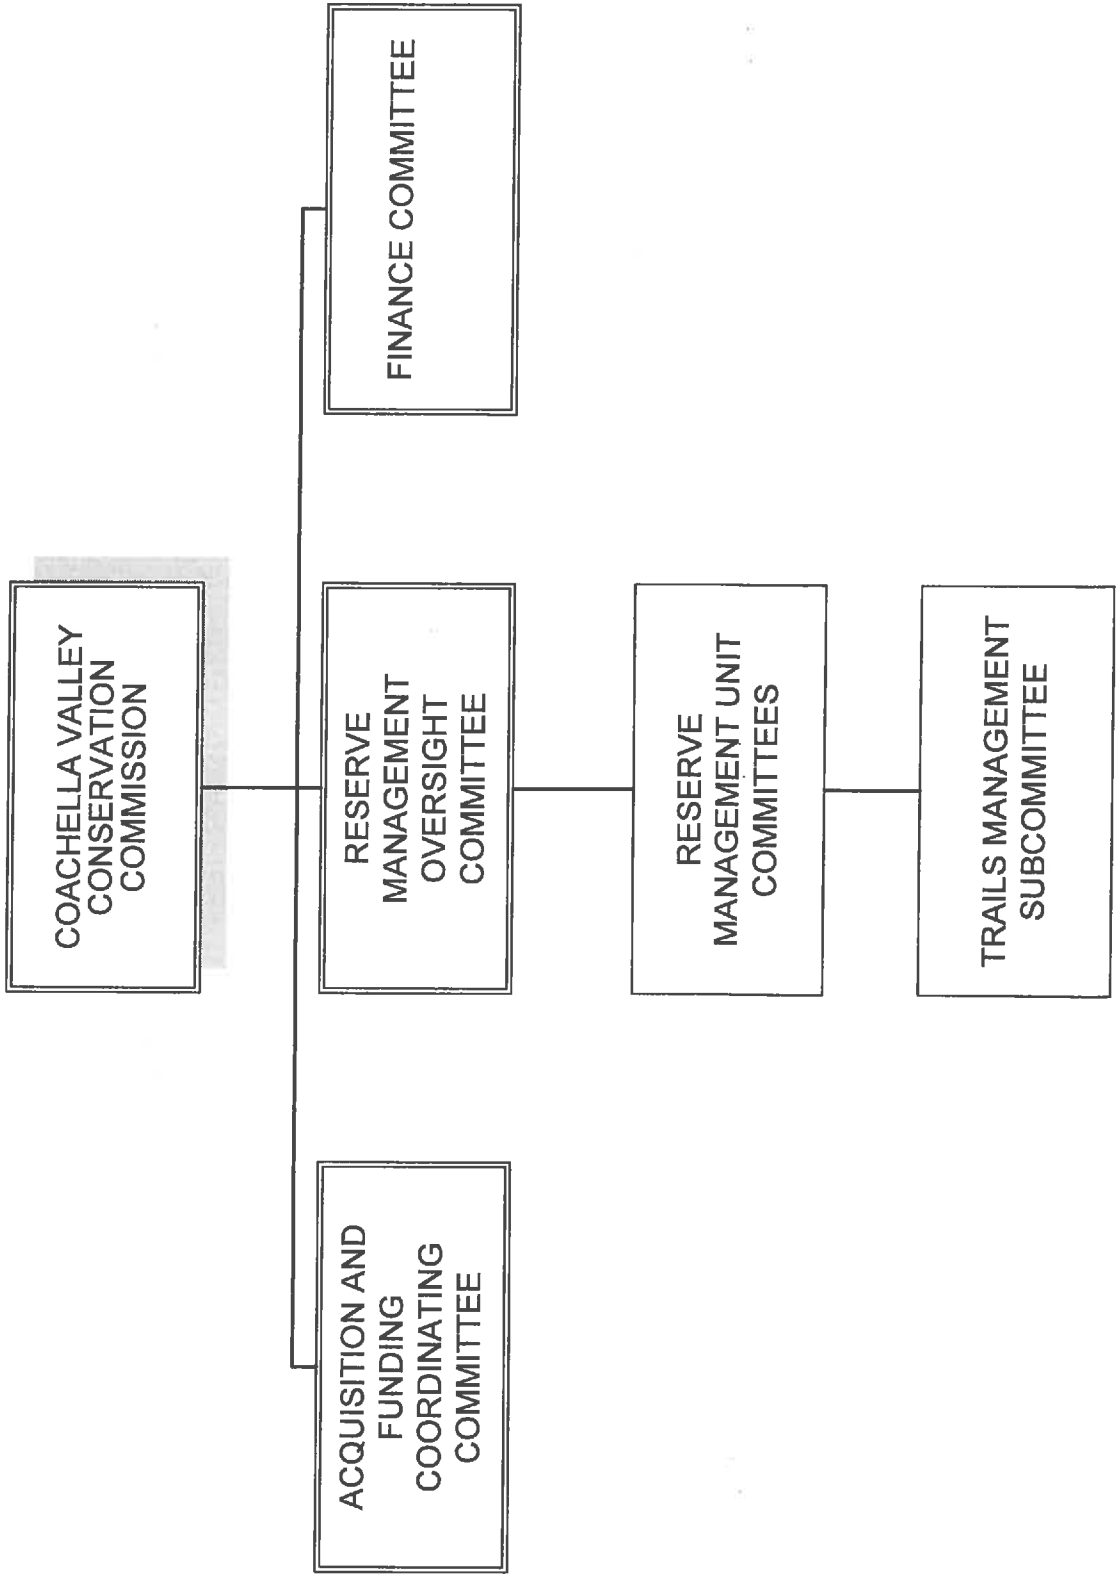 COACHELLA VALLEY
CONSERVATION
COMMISSION
ACQUISITION AND
FUNDING
COORDINATING
COMMITTEE
RESERVE
MANAGEMENT
OVERSIGHT
COMMITTEE
FINANCE COMMITTEE
RESERVE
MANAGEMENT UNIT
COMMITTEES
TRAILS MANAGEMENT
SUBCOMMITTEE